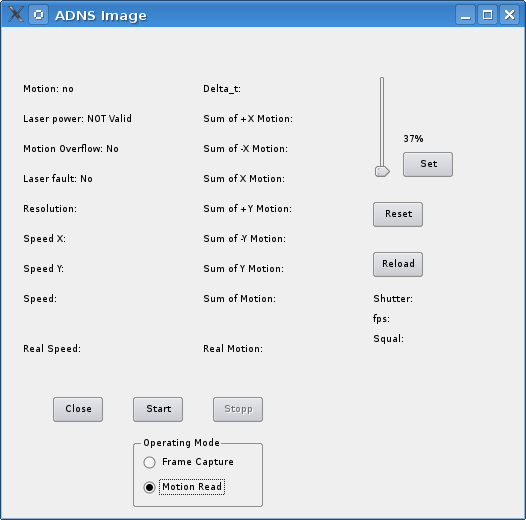 ADNS Image
Motion: no
Delta_t:
Laser power: NOT Valid
Sum of +X Motion:
37%
Motion Overflow: No
Sum of -X Motion:
Set
Laser fault: No
Sum of X Motion:
Resolution:
Sum of +Y Motion:
Reset
Speed X:
Sum of -Y Motion:
Speed Y:
Sum of Y Motion:
Reload
Speed:
Sum of Motion:
Shutter:
fps:
Squal:
Real Speed:
Real Motion:
Close
Start
Stopp
Operating Mode
Frame Capture
Motion Read